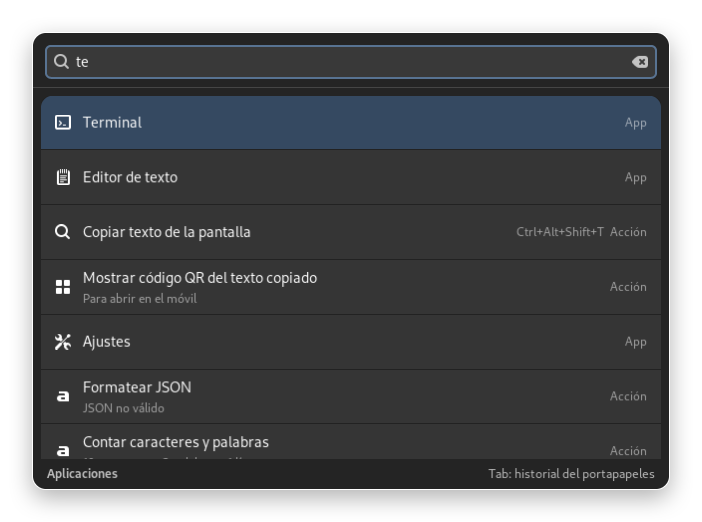 te
Terminal App
Editor de texto App
Copiar texto de la pantalla Ctrl+Alt+Shift+T Acción
Mostrar código QR del texto copiado Acción
Para abrir en el móvil
Ajustes App
Formatear JSON Acción
JSON no válido
Contar caracteres y palabras Acción
Aplicaciones Tab: historial del portapapeles